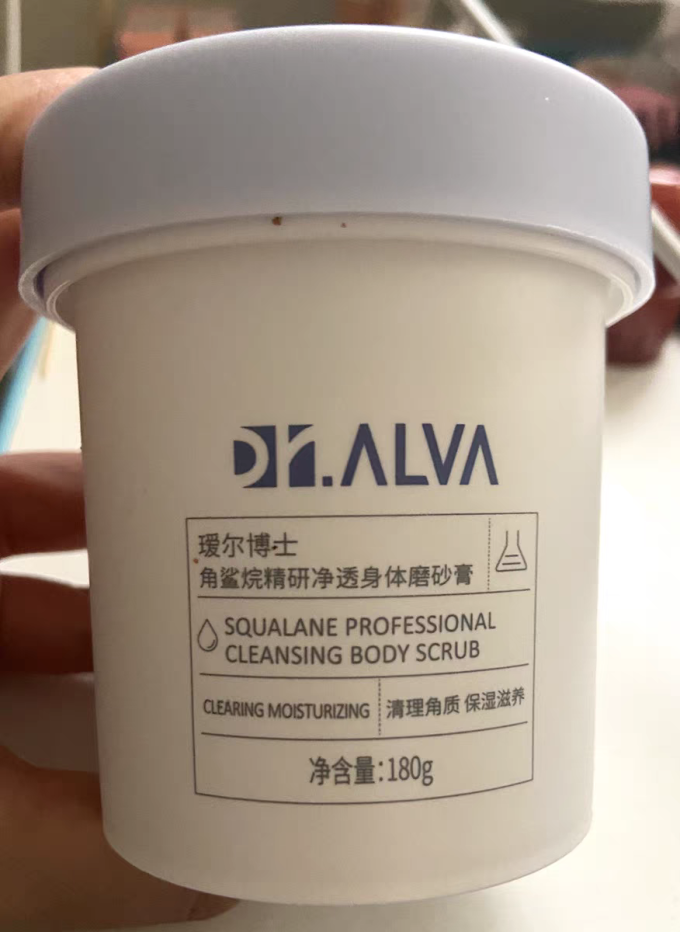 Dr.ALVA
瑷尔博士
角鲨烷精研净透身体磨砂膏
SQUALANE PROFESSIONAL
CLEANSING BODY SCRUB
CLEARING MOISTURIZING
清理角质 保湿滋养
净含量:180g